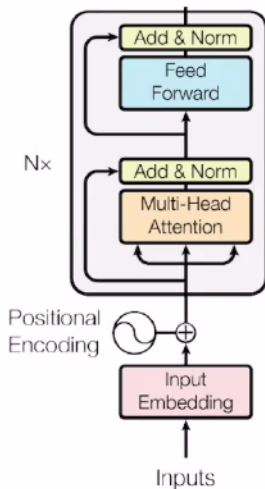 Add & Norm
Feed
Forward
Add & Norm
Nx
Multi-Head
Attention
Positional
Encoding
Input
Embedding
Inputs